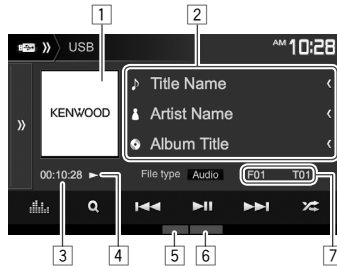 1 2
USB AM 10:28
Title Name
KENWOOD Artist Name
Album Title
00:10:28 File type Audio F01 T01
3 4 5 6 7